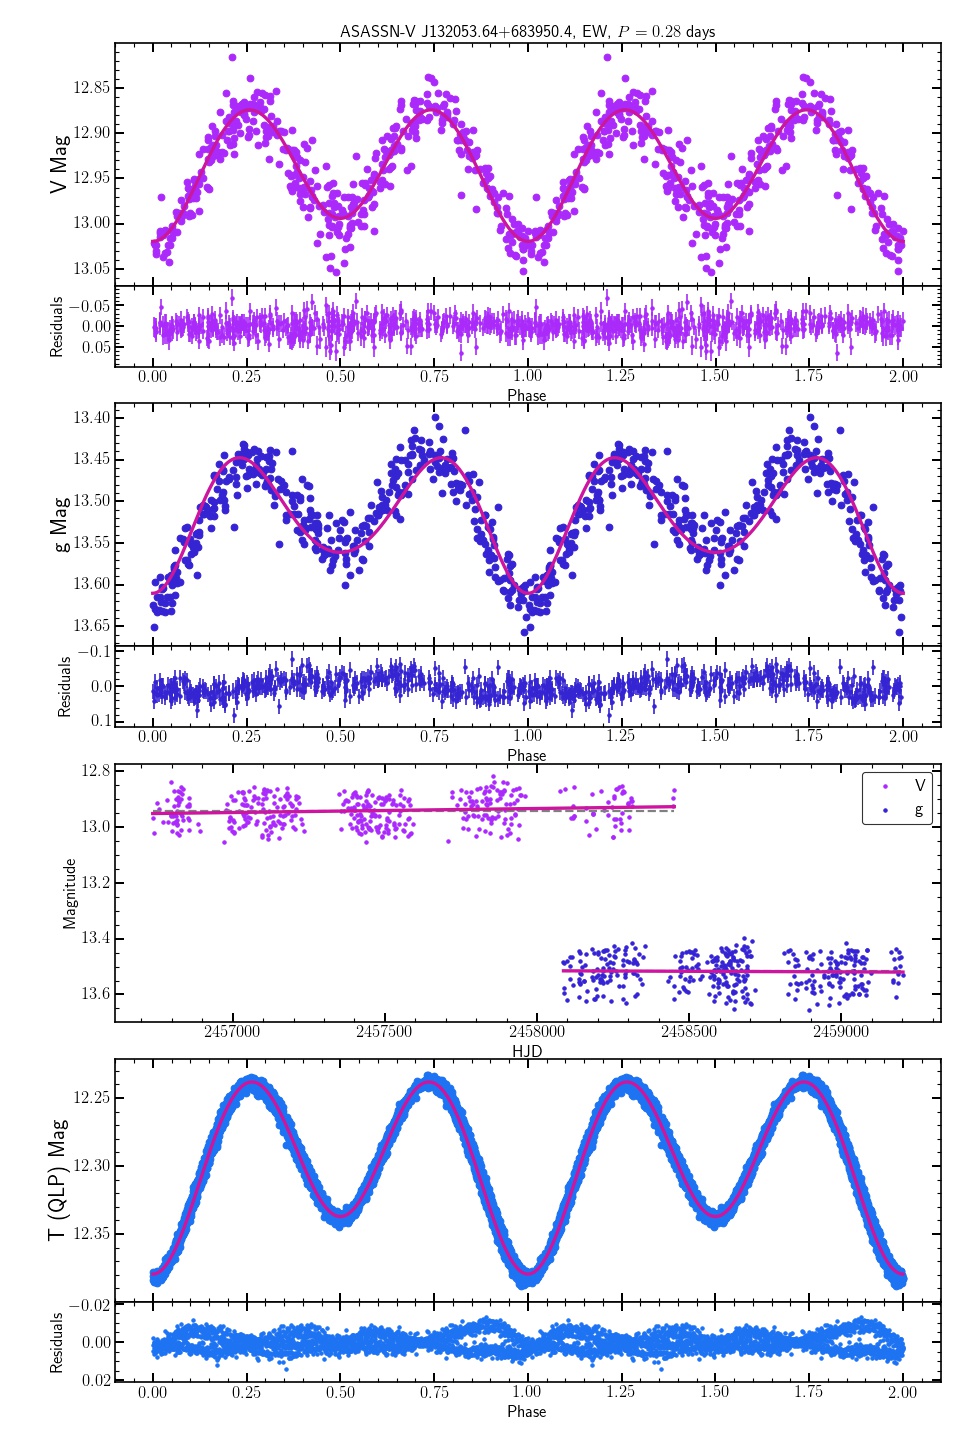 ASASSN-V J132053.64+683950.4, EW, P = 0.28 days
V Mag
12.85
12.90
12.95
13.00
13.05
Residuals
−0.05
0.00
0.05
0.00 0.25 0.50 0.75 1.00 1.25 1.50 1.75 2.00
Phase
g Mag
13.40
13.45
13.50
13.55
13.60
13.65
Residuals
−0.1
0.0
0.1
0.00 0.25 0.50 0.75 1.00 1.25 1.50 1.75 2.00
Phase
Magnitude
12.8
13.0
13.2
13.4
13.6
V
g
2457000 2457500 2458000 2458500 2459000
HJD
T (QLP) Mag
12.25
12.30
12.35
Residuals
−0.02
0.00
0.02
0.00 0.25 0.50 0.75 1.00 1.25 1.50 1.75 2.00
Phase